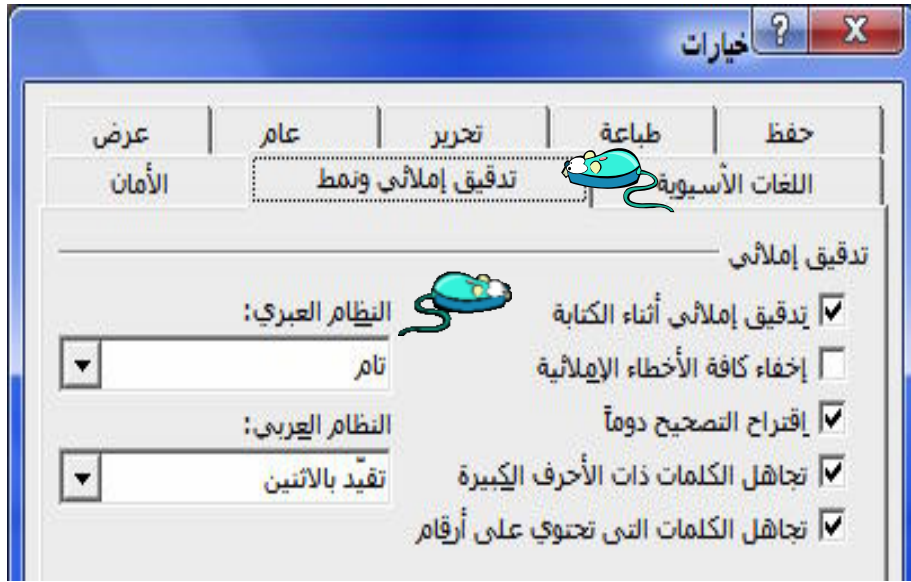 خيارات
حفظ طباعة تحرير عام عرض
اللغات الآسيوية تدقيق إملائي ونمط الأمان
تدقيق إملائي
تدقيق إملائي أثناء الكتابة
النظام العبري:
إخفاء كافة الأخطاء الإملائية
تام
اقتراح التصحيح دوماً
النظام العربي:
تجاهل الكلمات ذات الأحرف الكبيرة
تقيّد بالاثنين
تجاهل الكلمات التى تحتوي على أرقام